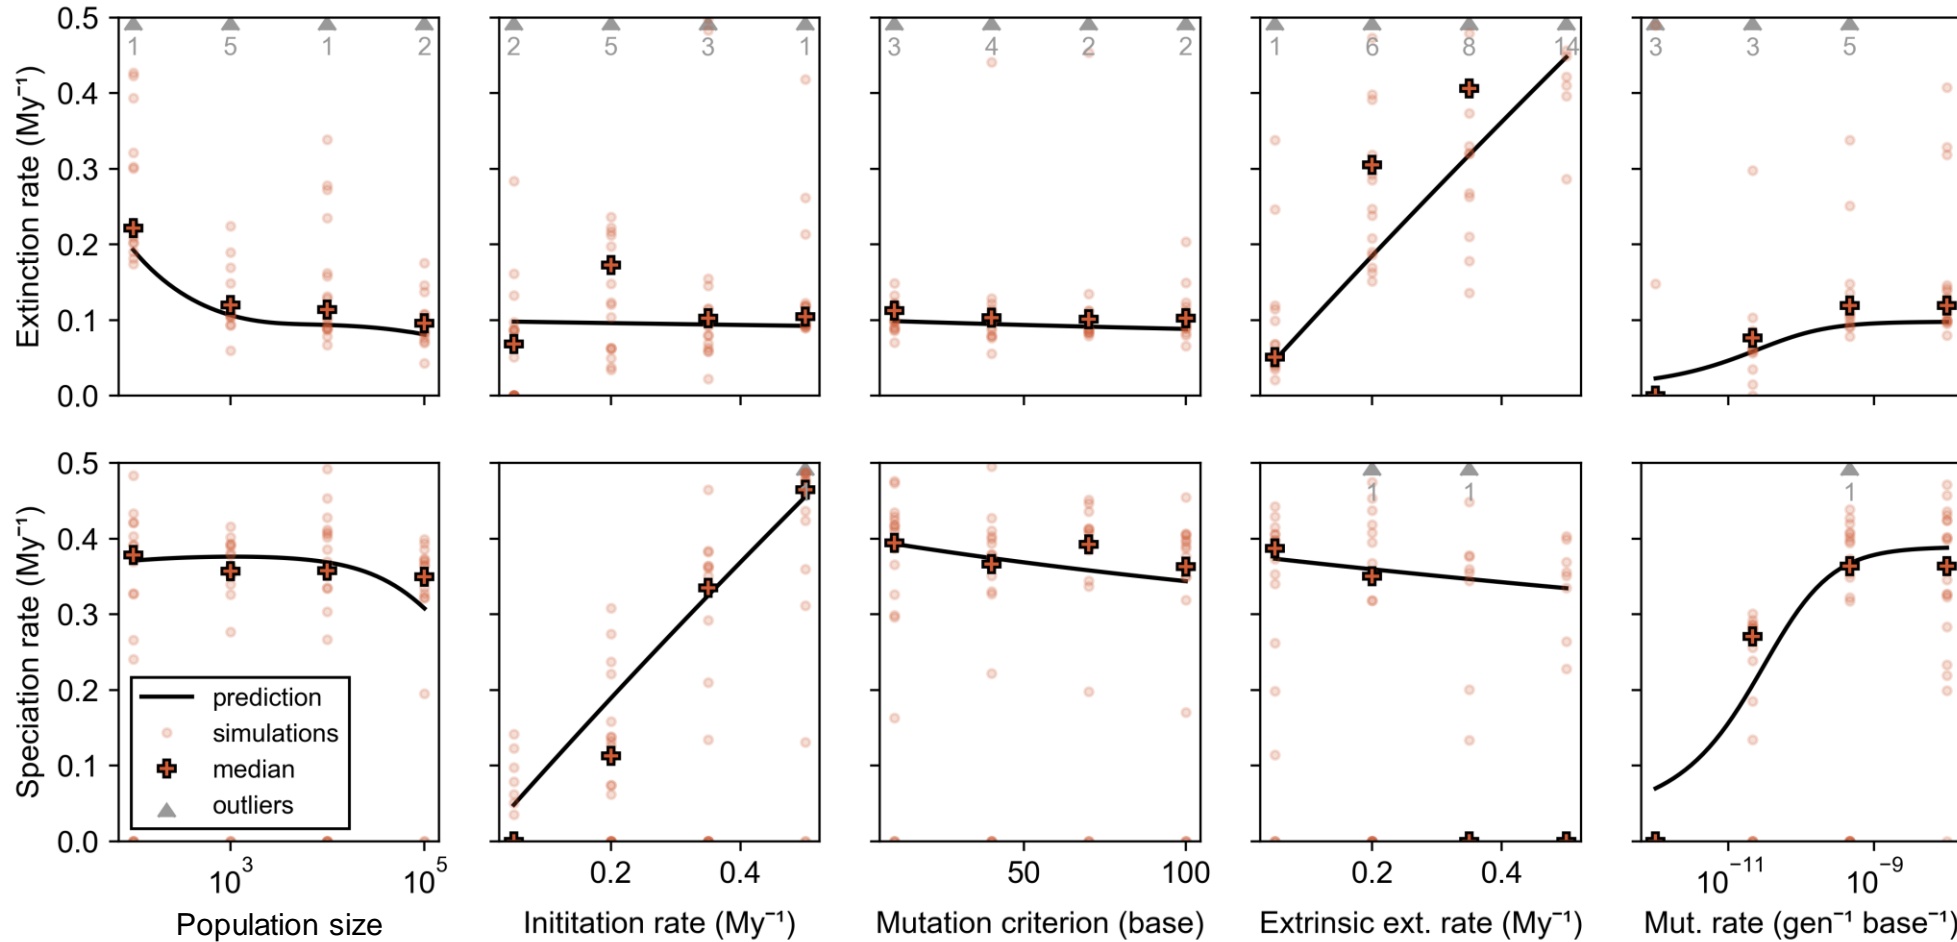 Extinction rate (My⁻¹)
0.5
0.4
0.3
0.2
0.1
0.0
1 5 1 2
2 5 3 1
3 4 2 2
1 6 8 14
3 3 5
Speciation rate (My⁻¹)
0.5
0.4
0.3
0.2
0.1
0.0
1 1
1
prediction
simulations
median
outliers
10³ 10⁵
0.2 0.4
50 100
0.2 0.4
10⁻¹¹ 10⁻⁹
Population size
Inititation rate (My⁻¹)
Mutation criterion (base)
Extrinsic ext. rate (My⁻¹)
Mut. rate (gen⁻¹ base⁻¹)